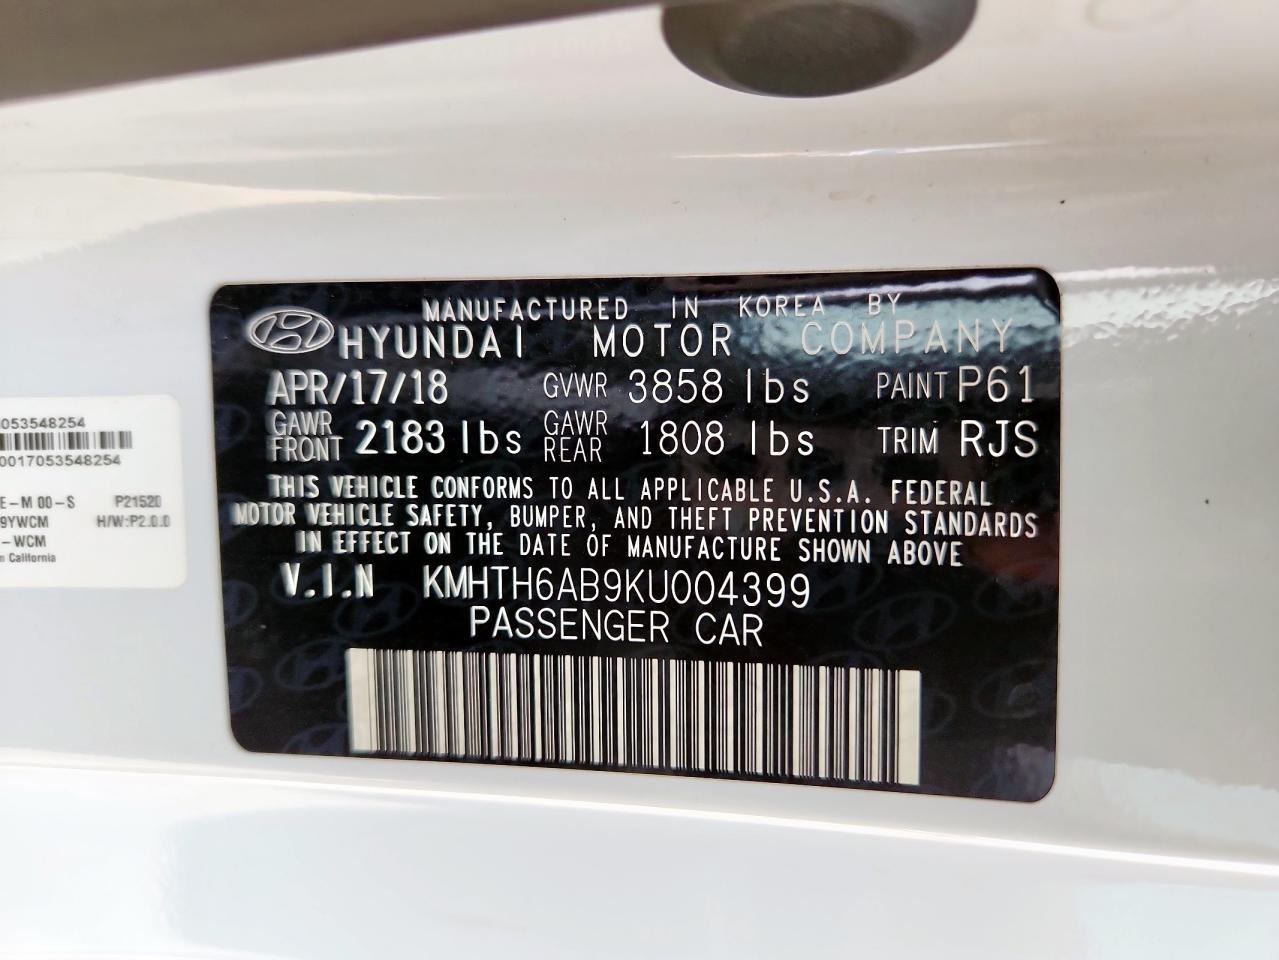 MANUFACTURED IN KOREA BY
HYUNDAI MOTOR COMPANY
APR/17/18 GVWR 3858 lbs PAINT P61
GAWR FRONT 2183 lbs GAWR REAR 1808 lbs TRIM RJS
THIS VEHICLE CONFORMS TO ALL APPLICABLE U.S.A. FEDERAL
MOTOR VEHICLE SAFETY, BUMPER, AND THEFT PREVENTION STANDARDS
IN EFFECT ON THE DATE OF MANUFACTURE SHOWN ABOVE
V.I.N KMHTH6AB9KU004399
PASSENGER CAR
053548254
0017053548254
E-M 00-S P21520
9YWCM H/W:P2.0.0
-WCM
California